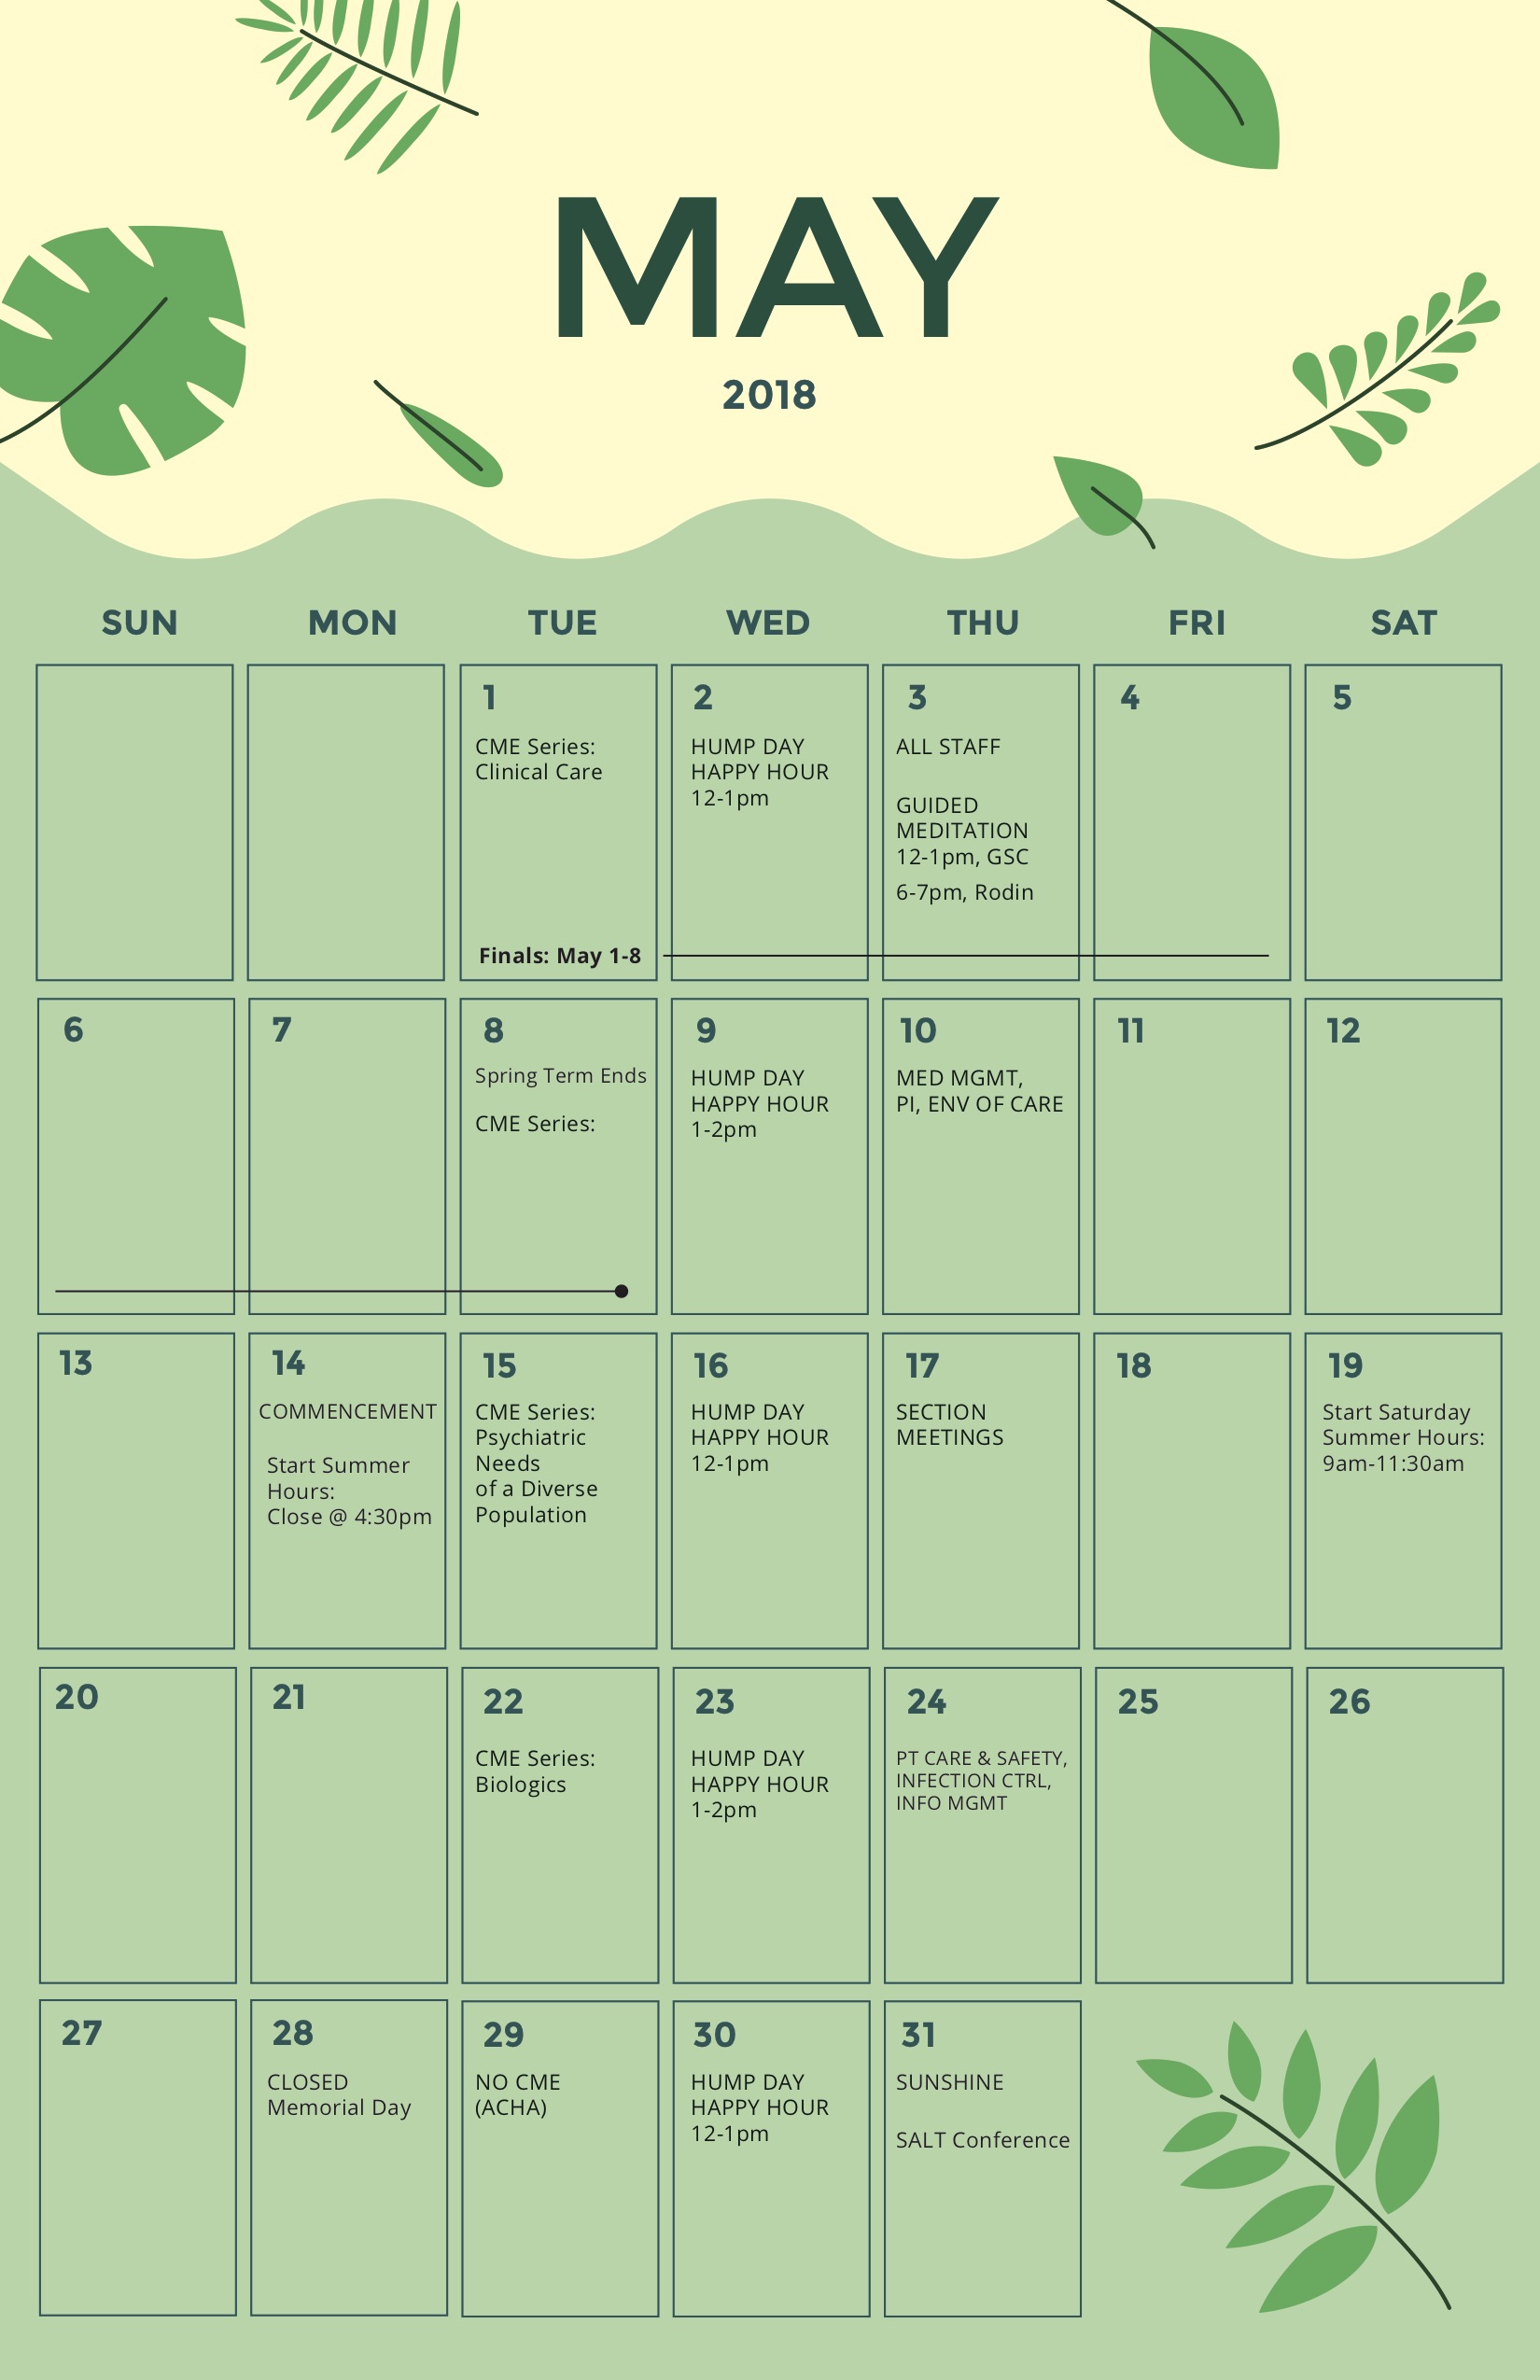 MAY
2018
SUN MON TUE WED THU FRI SAT
1
CME Series:
Clinical Care
Finals: May 1-8
2
HUMP DAY
HAPPY HOUR
12-1pm
3
ALL STAFF
GUIDED
MEDITATION
12-1pm, GSC
6-7pm, Rodin
4
5
6
7
8
Spring Term Ends
CME Series:
9
HUMP DAY
HAPPY HOUR
1-2pm
10
MED MGMT,
PI, ENV OF CARE
11
12
13
14
COMMENCEMENT
Start Summer
Hours:
Close @ 4:30pm
15
CME Series:
Psychiatric
Needs
of a Diverse
Population
16
HUMP DAY
HAPPY HOUR
12-1pm
17
SECTION
MEETINGS
18
19
Start Saturday
Summer Hours:
9am-11:30am
20
21
22
CME Series:
Biologics
23
HUMP DAY
HAPPY HOUR
1-2pm
24
PT CARE & SAFETY,
INFECTION CTRL,
INFO MGMT
25
26
27
28
CLOSED
Memorial Day
29
NO CME
(ACHA)
30
HUMP DAY
HAPPY HOUR
12-1pm
31
SUNSHINE
SALT Conference